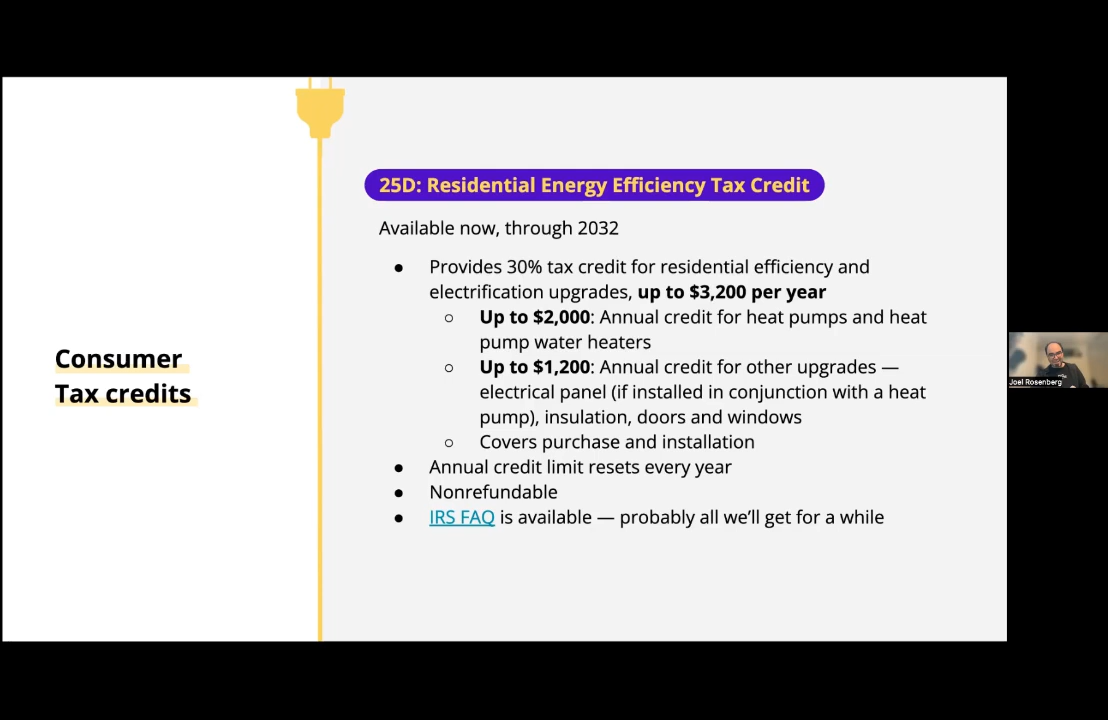 Consumer
Tax credits
25D: Residential Energy Efficiency Tax Credit
Available now, through 2032
● Provides 30% tax credit for residential efficiency and
electrification upgrades, up to $3,200 per year
○ Up to $2,000: Annual credit for heat pumps and heat
pump water heaters
○ Up to $1,200: Annual credit for other upgrades —
electrical panel (if installed in conjunction with a heat
pump), insulation, doors and windows
○ Covers purchase and installation
● Annual credit limit resets every year
● Nonrefundable
● IRS FAQ is available — probably all we’ll get for a while
Joel Rosenberg